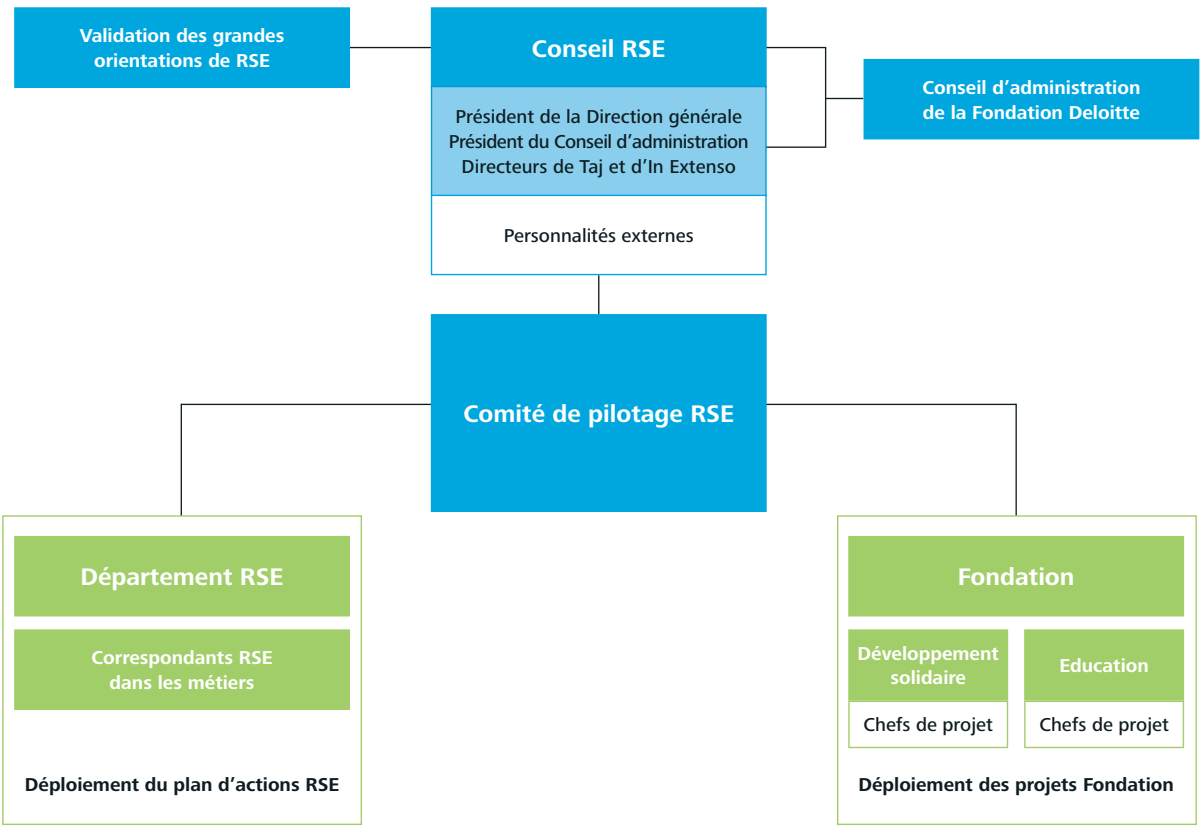 Validation des grandes
orientations de RSE
Conseil RSE
Président de la Direction générale
Président du Conseil d’administration
Directeurs de Taj et d’In Extenso
Personnalités externes
Conseil d’administration
de la Fondation Deloitte
Comité de pilotage RSE
Département RSE
Correspondants RSE
dans les métiers
Déploiement du plan d’actions RSE
Fondation
Développement
solidaire
Chefs de projet
Education
Chefs de projet
Déploiement des projets Fondation